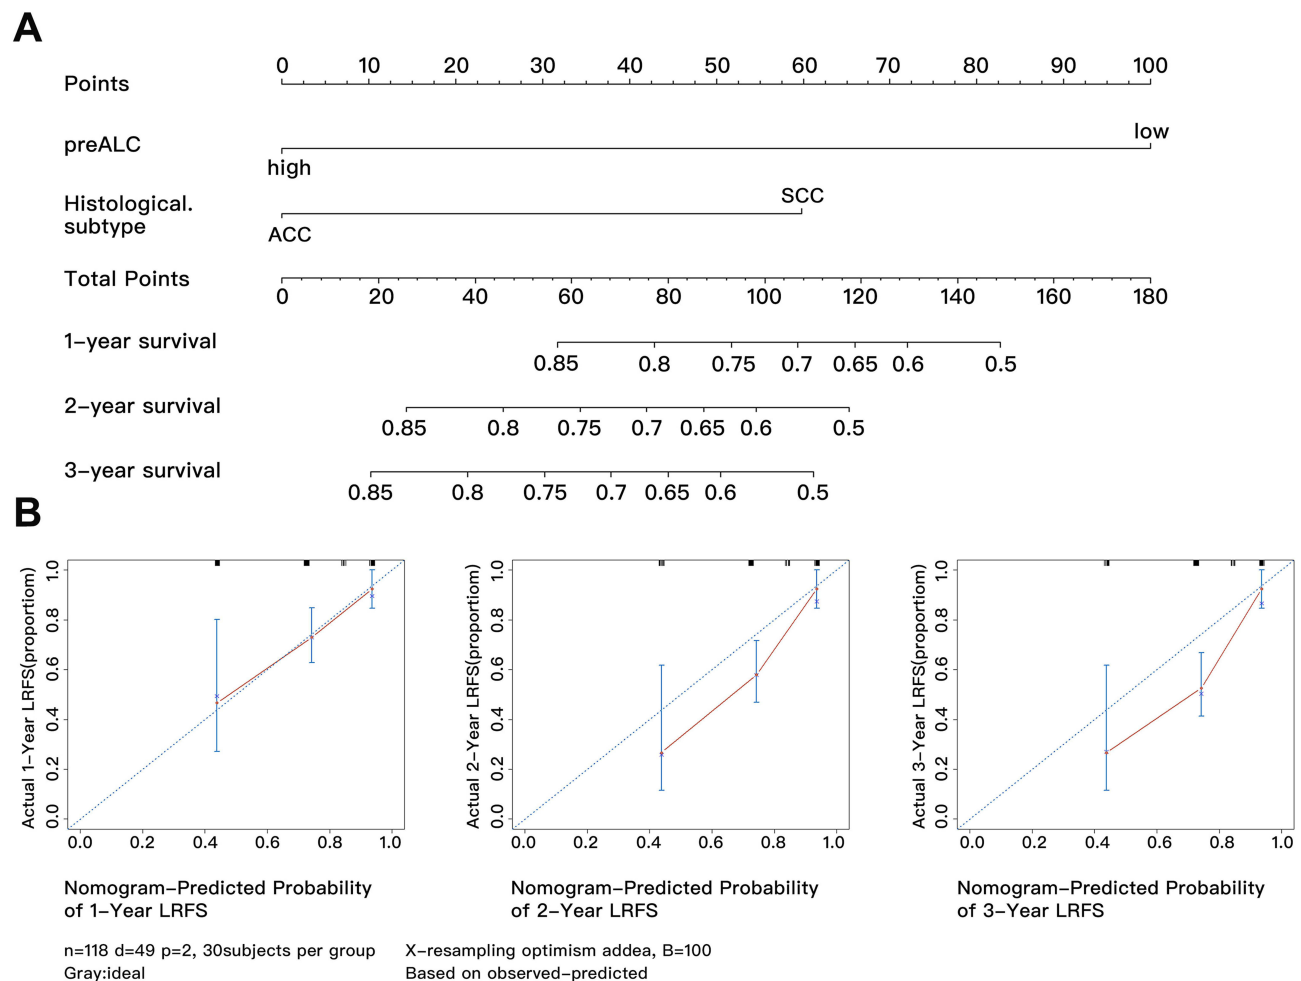 A
Points
0 10 20 30 40 50 60 70 80 90 100
preALC
low
high
Histological.
subtype
SCC
ACC
Total Points
0 20 40 60 80 100 120 140 160 180
1-year survival
0.85 0.8 0.75 0.7 0.65 0.6 0.5
2-year survival
0.85 0.8 0.75 0.7 0.65 0.6 0.5
3-year survival
0.85 0.8 0.75 0.7 0.65 0.6 0.5
B
Actual 1-Year LRFS(proportiom)
0.0 0.2 0.4 0.6 0.8 1.0
0.0 0.2 0.4 0.6 0.8 1.0
Nomogram-Predicted Probability
of 1-Year LRFS
Actual 2-Year LRFS(proportiom)
0.0 0.2 0.4 0.6 0.8 1.0
0.0 0.2 0.4 0.6 0.8 1.0
Nomogram-Predicted Probability
of 2-Year LRFS
Actual 3-Year LRFS(proportiom)
0.0 0.2 0.4 0.6 0.8 1.0
0.0 0.2 0.4 0.6 0.8 1.0
Nomogram-Predicted Probability
of 3-Year LRFS
n=118 d=49 p=2, 30subjects per group
Gray:ideal
X-resampling optimism addea, B=100
Based on observed-predicted